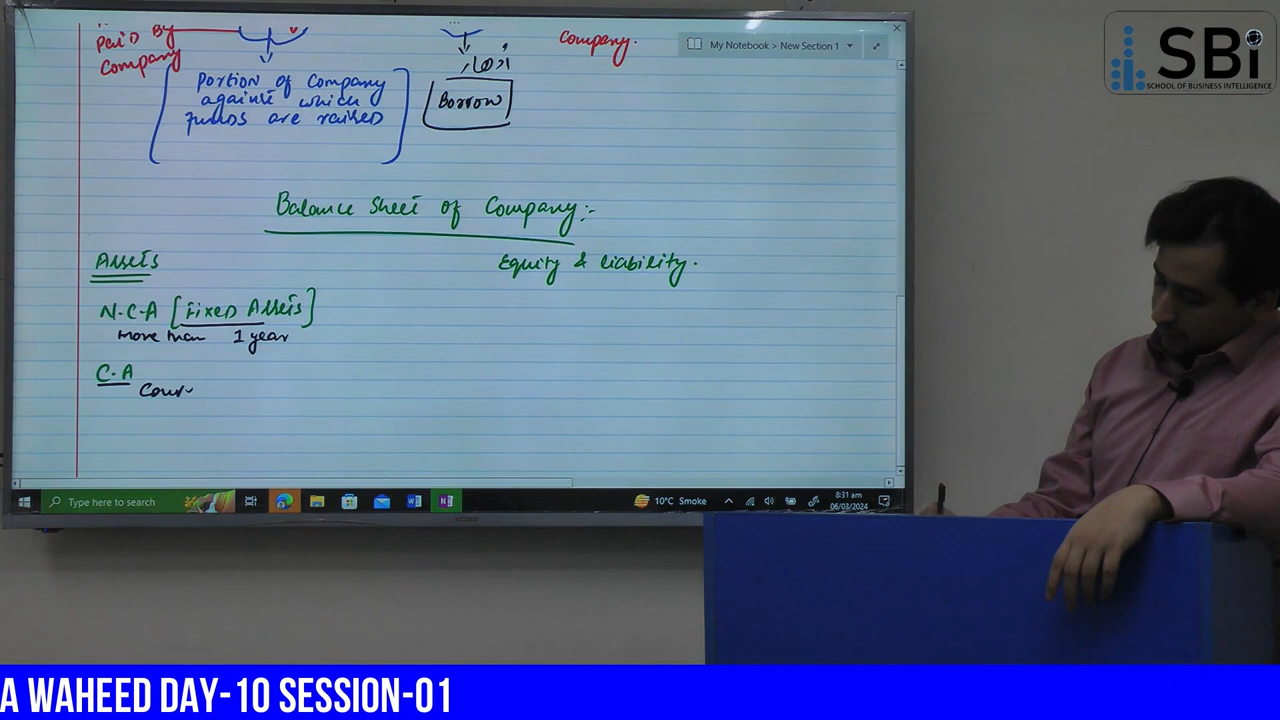 Paid By
Company
Portion of Company
against which
funds are raised
ادھار
Borrow
Company.
My Notebook > New Section 1
SBi
SCHOOL OF BUSINESS INTELLIGENCE
Balance Sheet of Company:-
Assets
Equity & liability.
N.C.A [Fixed Assets]
More than 1 year
C.A
Type here to search
10°C Smoke
8:31 am
06/03/2024
A WAHEED DAY-10 SESSION-01